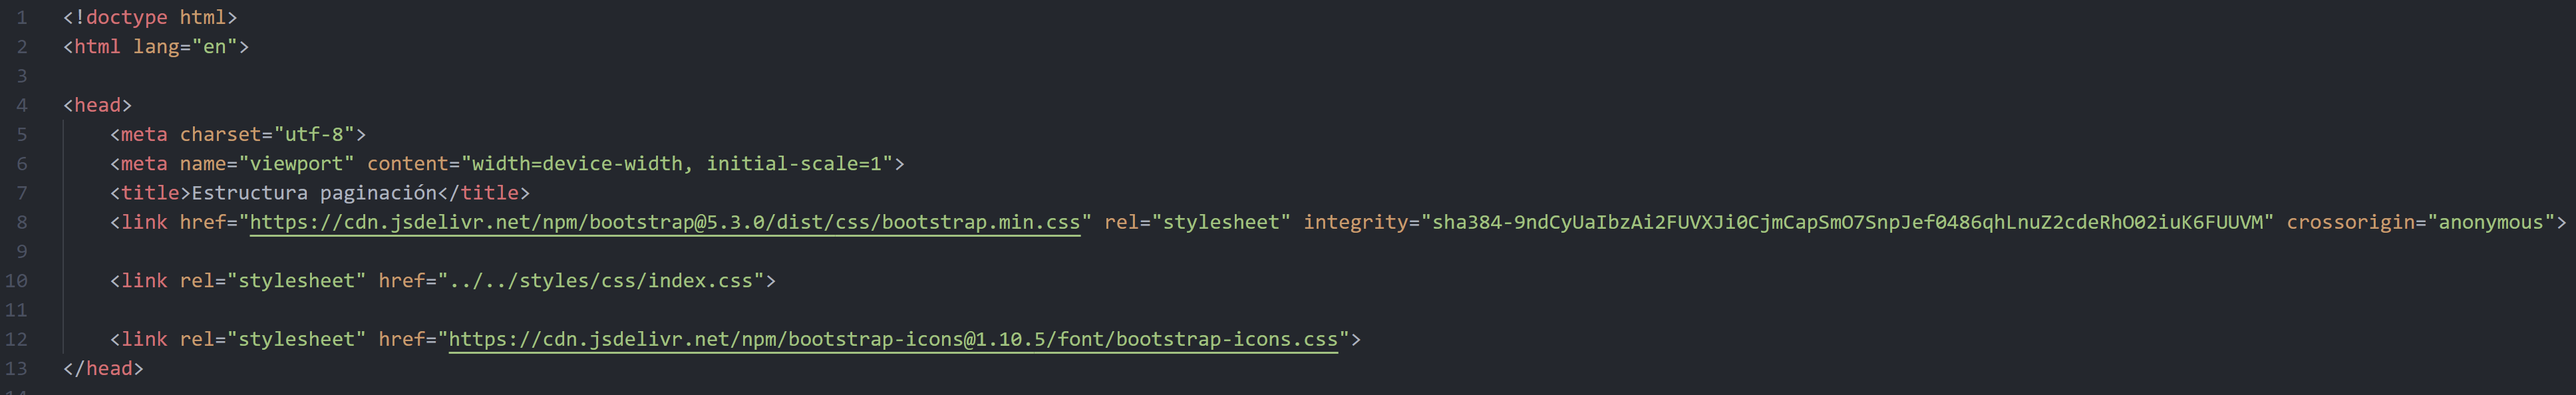 1 <!doctype html>
2 <html lang="en">
3
4 <head>
5 <meta charset="utf-8">
6 <meta name="viewport" content="width=device-width, initial-scale=1">
7 <title>Estructura paginación</title>
8 <link href="https://cdn.jsdelivr.net/npm/bootstrap@5.3.0/dist/css/bootstrap.min.css" rel="stylesheet" integrity="sha384-9ndCyUaIbzAi2FUVXJi0CjmCapSmO7SnpJef0486qhLnuZ2cdeRhO02iuK6FUUVM" crossorigin="anonymous">
9
10 <link rel="stylesheet" href="../../styles/css/index.css">
11
12 <link rel="stylesheet" href="https://cdn.jsdelivr.net/npm/bootstrap-icons@1.10.5/font/bootstrap-icons.css">
13 </head>